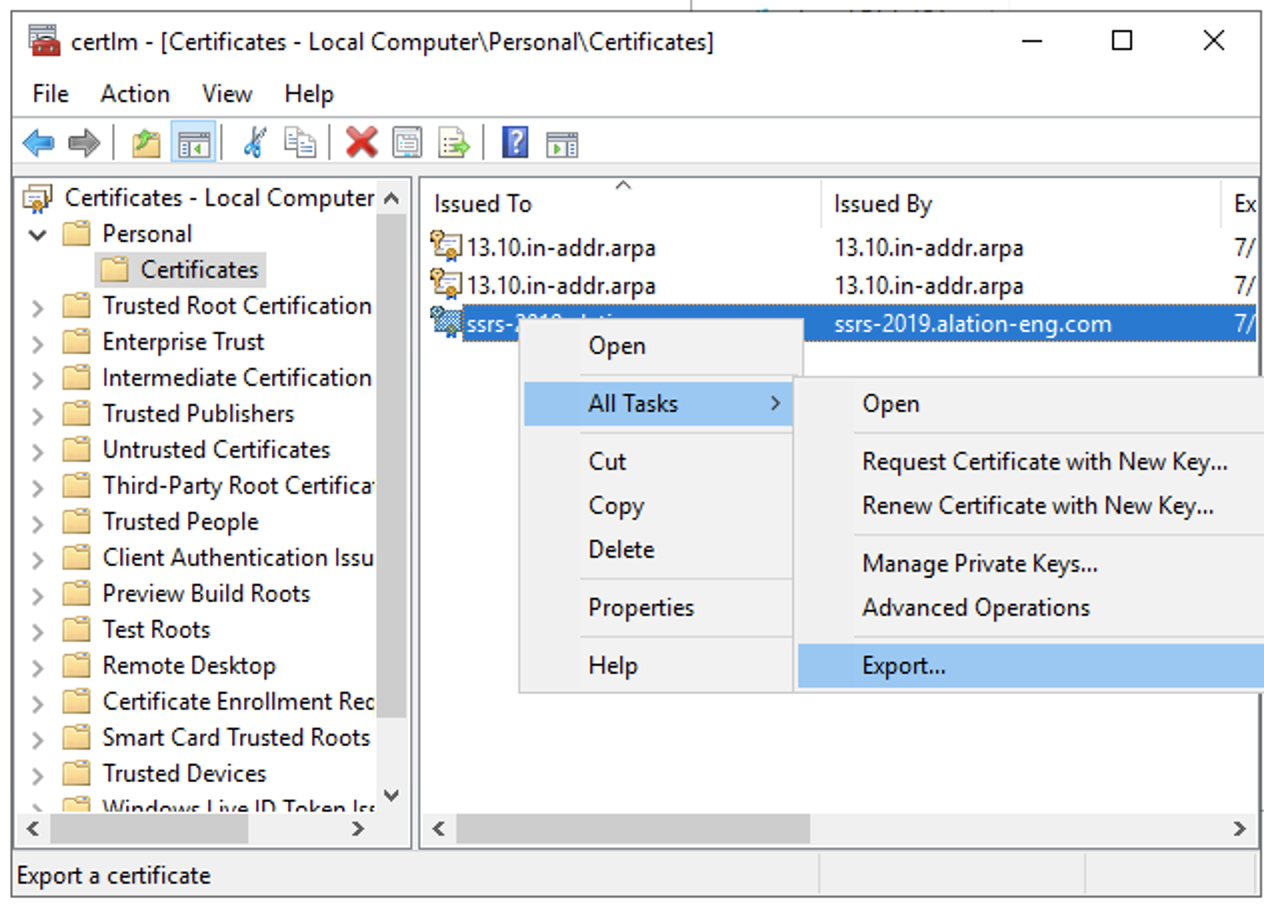 certlm - [Certificates - Local Computer\Personal\Certificates]
File Action View Help
Certificates - Local Computer
Personal
Certificates
Trusted Root Certification
Enterprise Trust
Intermediate Certification
Trusted Publishers
Untrusted Certificates
Third-Party Root Certifica
Trusted People
Client Authentication Issu
Preview Build Roots
Test Roots
Remote Desktop
Certificate Enrollment Req
Smart Card Trusted Roots
Trusted Devices
Windows Live ID Token Iss
Issued To Issued By Ex
13.10.in-addr.arpa 13.10.in-addr.arpa 7/
13.10.in-addr.arpa 13.10.in-addr.arpa 7/
ssrs-2019.alation ssrs-2019.alation-eng.com 7/
Open
All Tasks
Cut
Copy
Delete
Properties
Help
Open
Request Certificate with New Key...
Renew Certificate with New Key...
Manage Private Keys...
Advanced Operations
Export...
Export a certificate